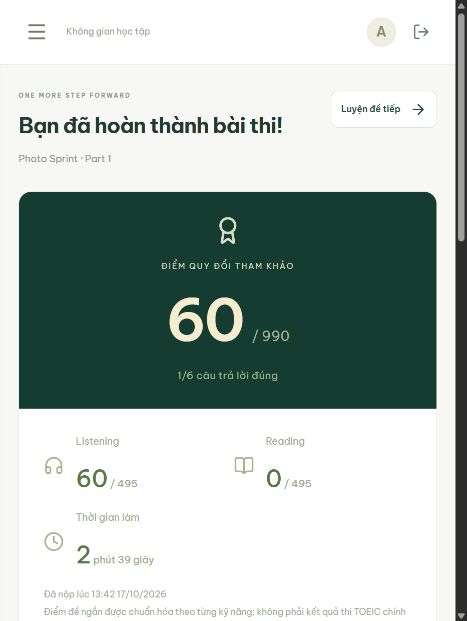 Không gian học tập
A
ONE MORE STEP FORWARD
Bạn đã hoàn thành bài thi!
Luyện đề tiếp
Photo Sprint · Part 1
ĐIỂM QUY ĐỔI THAM KHẢO
60 / 990
1/6 câu trả lời đúng
Listening
60 / 495
Reading
0 / 495
Thời gian làm
2 phút 39 giây
Đã nộp lúc 13:42 17/10/2026
Điểm đề ngắn được chuẩn hóa theo từng kỹ năng; không phải kết quả thi TOEIC chính